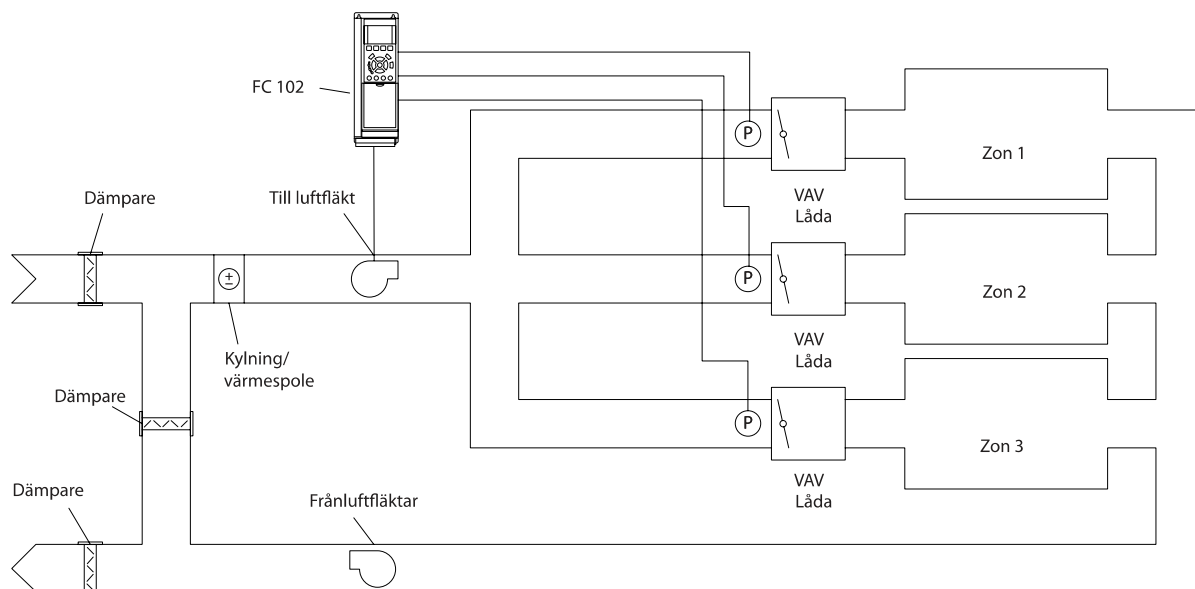 FC 102
P
Zon 1
Dämpare
Till luftfläkt
VAV
Låda
±
P
Zon 2
VAV
Låda
Kylning/
värmespole
Dämpare
P
Zon 3
VAV
Låda
Dämpare
Frånluftfläktar